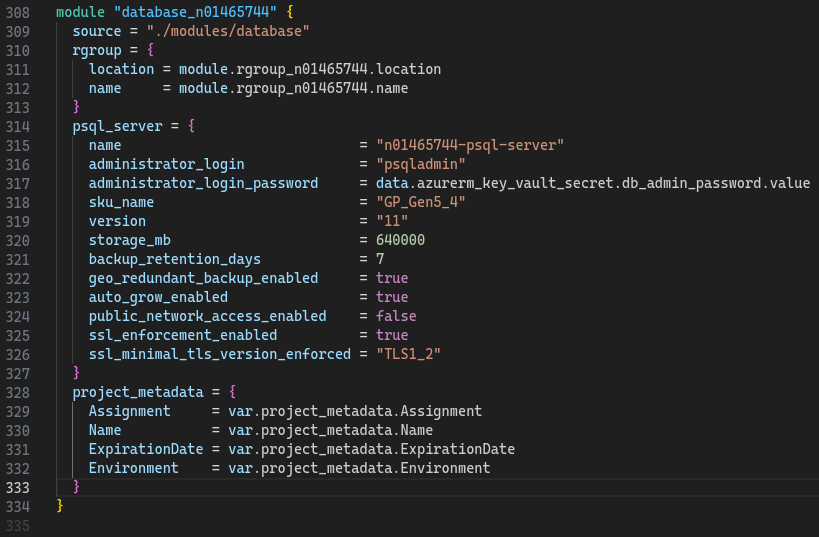 308 module "database_n01465744" {
309   source = "./modules/database"
310   rgroup = {
311     location = module.rgroup_n01465744.location
312     name     = module.rgroup_n01465744.name
313   }
314   psql_server = {
315     name                             = "n01465744-psql-server"
316     administrator_login              = "psqladmin"
317     administrator_login_password     = data.azurerm_key_vault_secret.db_admin_password.value
318     sku_name                         = "GP_Gen5_4"
319     version                          = "11"
320     storage_mb                       = 640000
321     backup_retention_days            = 7
322     geo_redundant_backup_enabled     = true
323     auto_grow_enabled                = true
324     public_network_access_enabled    = false
325     ssl_enforcement_enabled          = true
326     ssl_minimal_tls_version_enforced = "TLS1_2"
327   }
328   project_metadata = {
329     Assignment     = var.project_metadata.Assignment
330     Name           = var.project_metadata.Name
331     ExpirationDate = var.project_metadata.ExpirationDate
332     Environment    = var.project_metadata.Environment
333   }
334 }
335